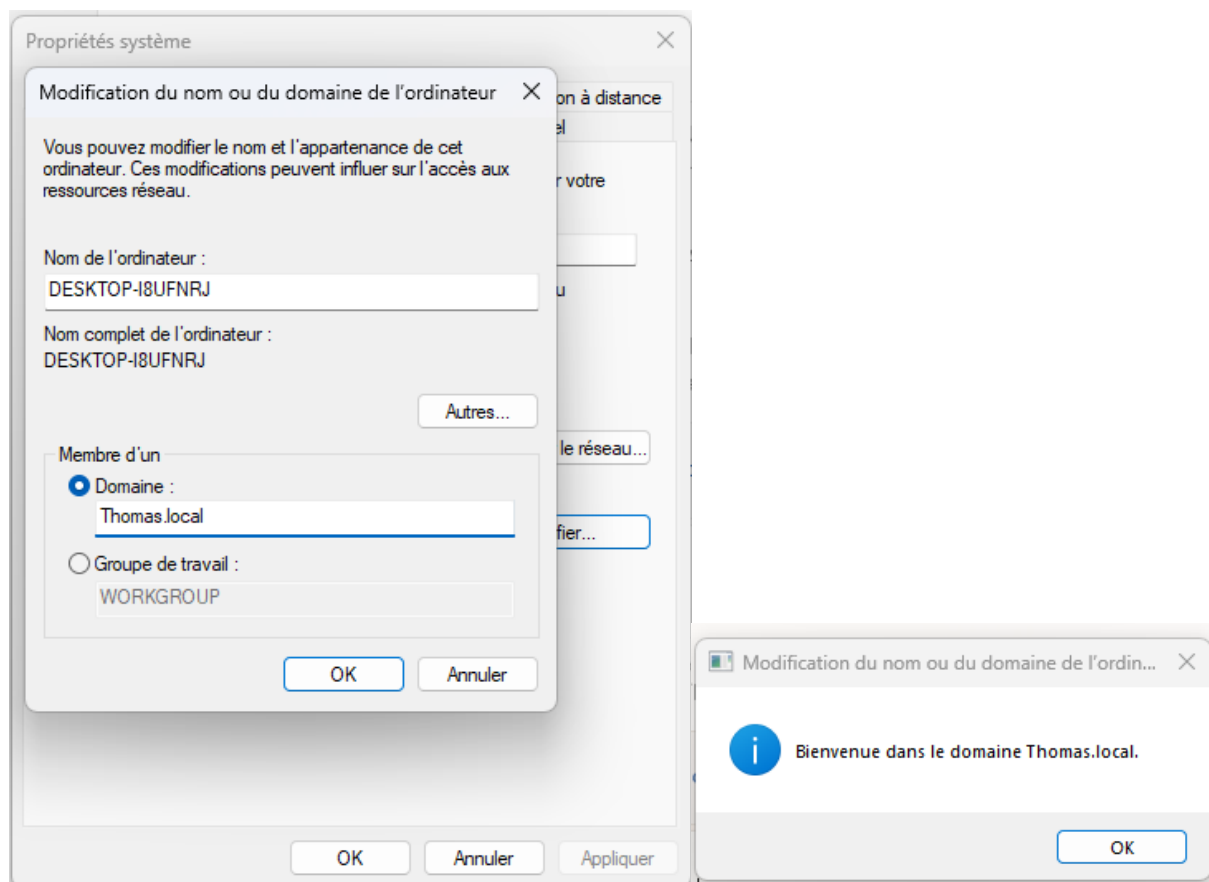 Propriétés système
Modification du nom ou du domaine de l'ordinateur
on à distance
el
Vous pouvez modifier le nom et l'appartenance de cet
ordinateur. Ces modifications peuvent influer sur l'accès aux
ressources réseau.
r votre
Nom de l'ordinateur :
DESKTOP-I8UFNRJ
u
Nom complet de l'ordinateur :
DESKTOP-I8UFNRJ
Autres...
le réseau...
Membre d'un
Domaine :
Thomas.local
fier...
Groupe de travail :
WORKGROUP
OK
Annuler
OK
Annuler
Appliquer
Modification du nom ou du domaine de l'ordin...
Bienvenue dans le domaine Thomas.local.
OK